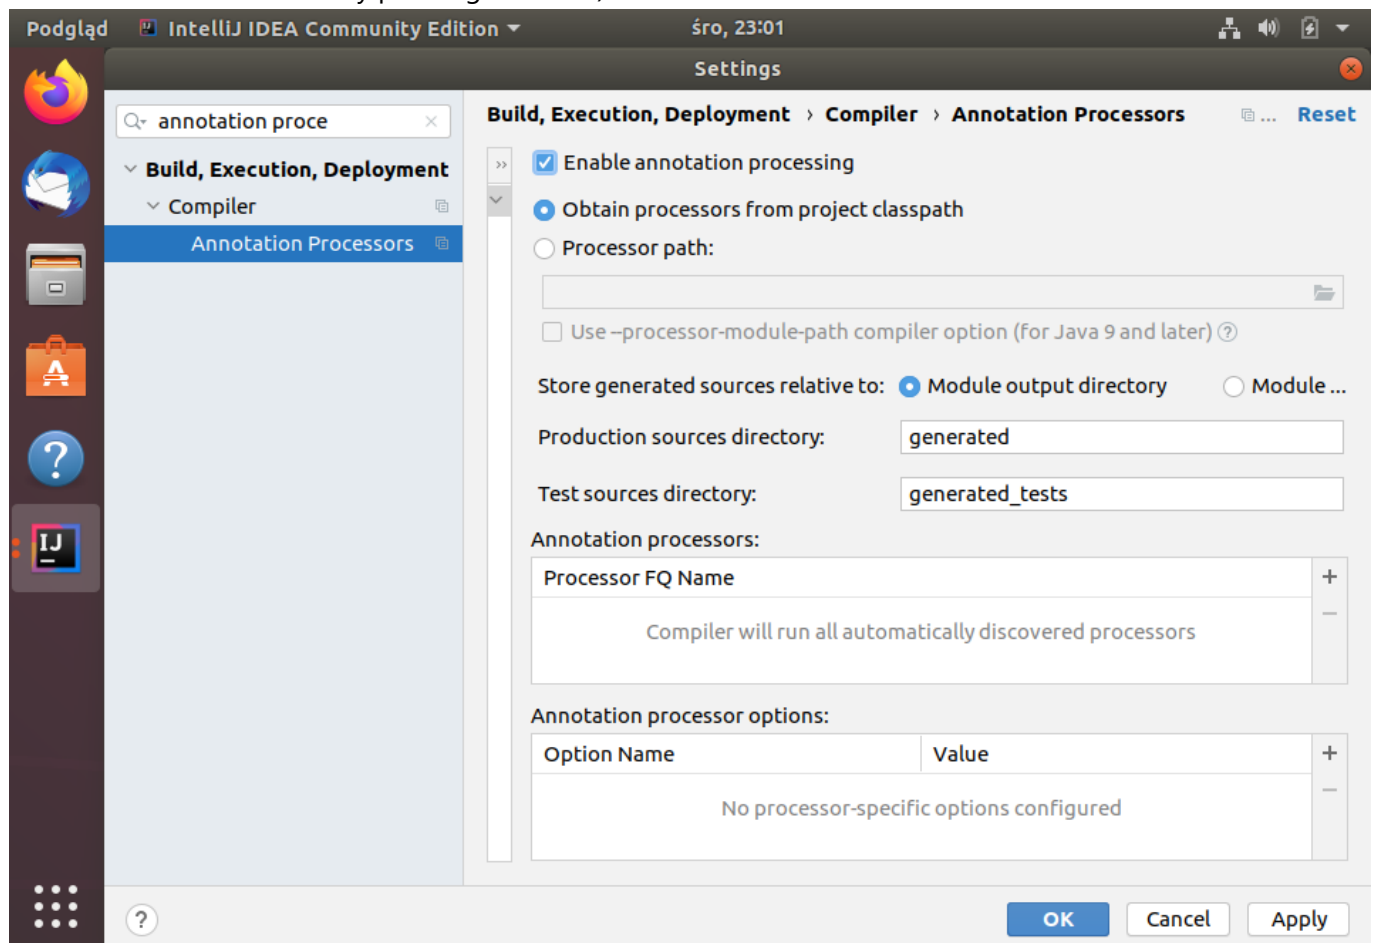 Podgląd IntelliJ IDEA Community Edition śro, 23:01
Settings
annotation proce
Build, Execution, Deployment › Compiler › Annotation Processors ... Reset
Build, Execution, Deployment
Compiler
Annotation Processors
Enable annotation processing
Obtain processors from project classpath
Processor path:
Use --processor-module-path compiler option (for Java 9 and later)
Store generated sources relative to: Module output directory Module ...
Production sources directory: generated
Test sources directory: generated_tests
Annotation processors:
Processor FQ Name
Compiler will run all automatically discovered processors
Annotation processor options:
Option Name Value
No processor-specific options configured
OK Cancel Apply